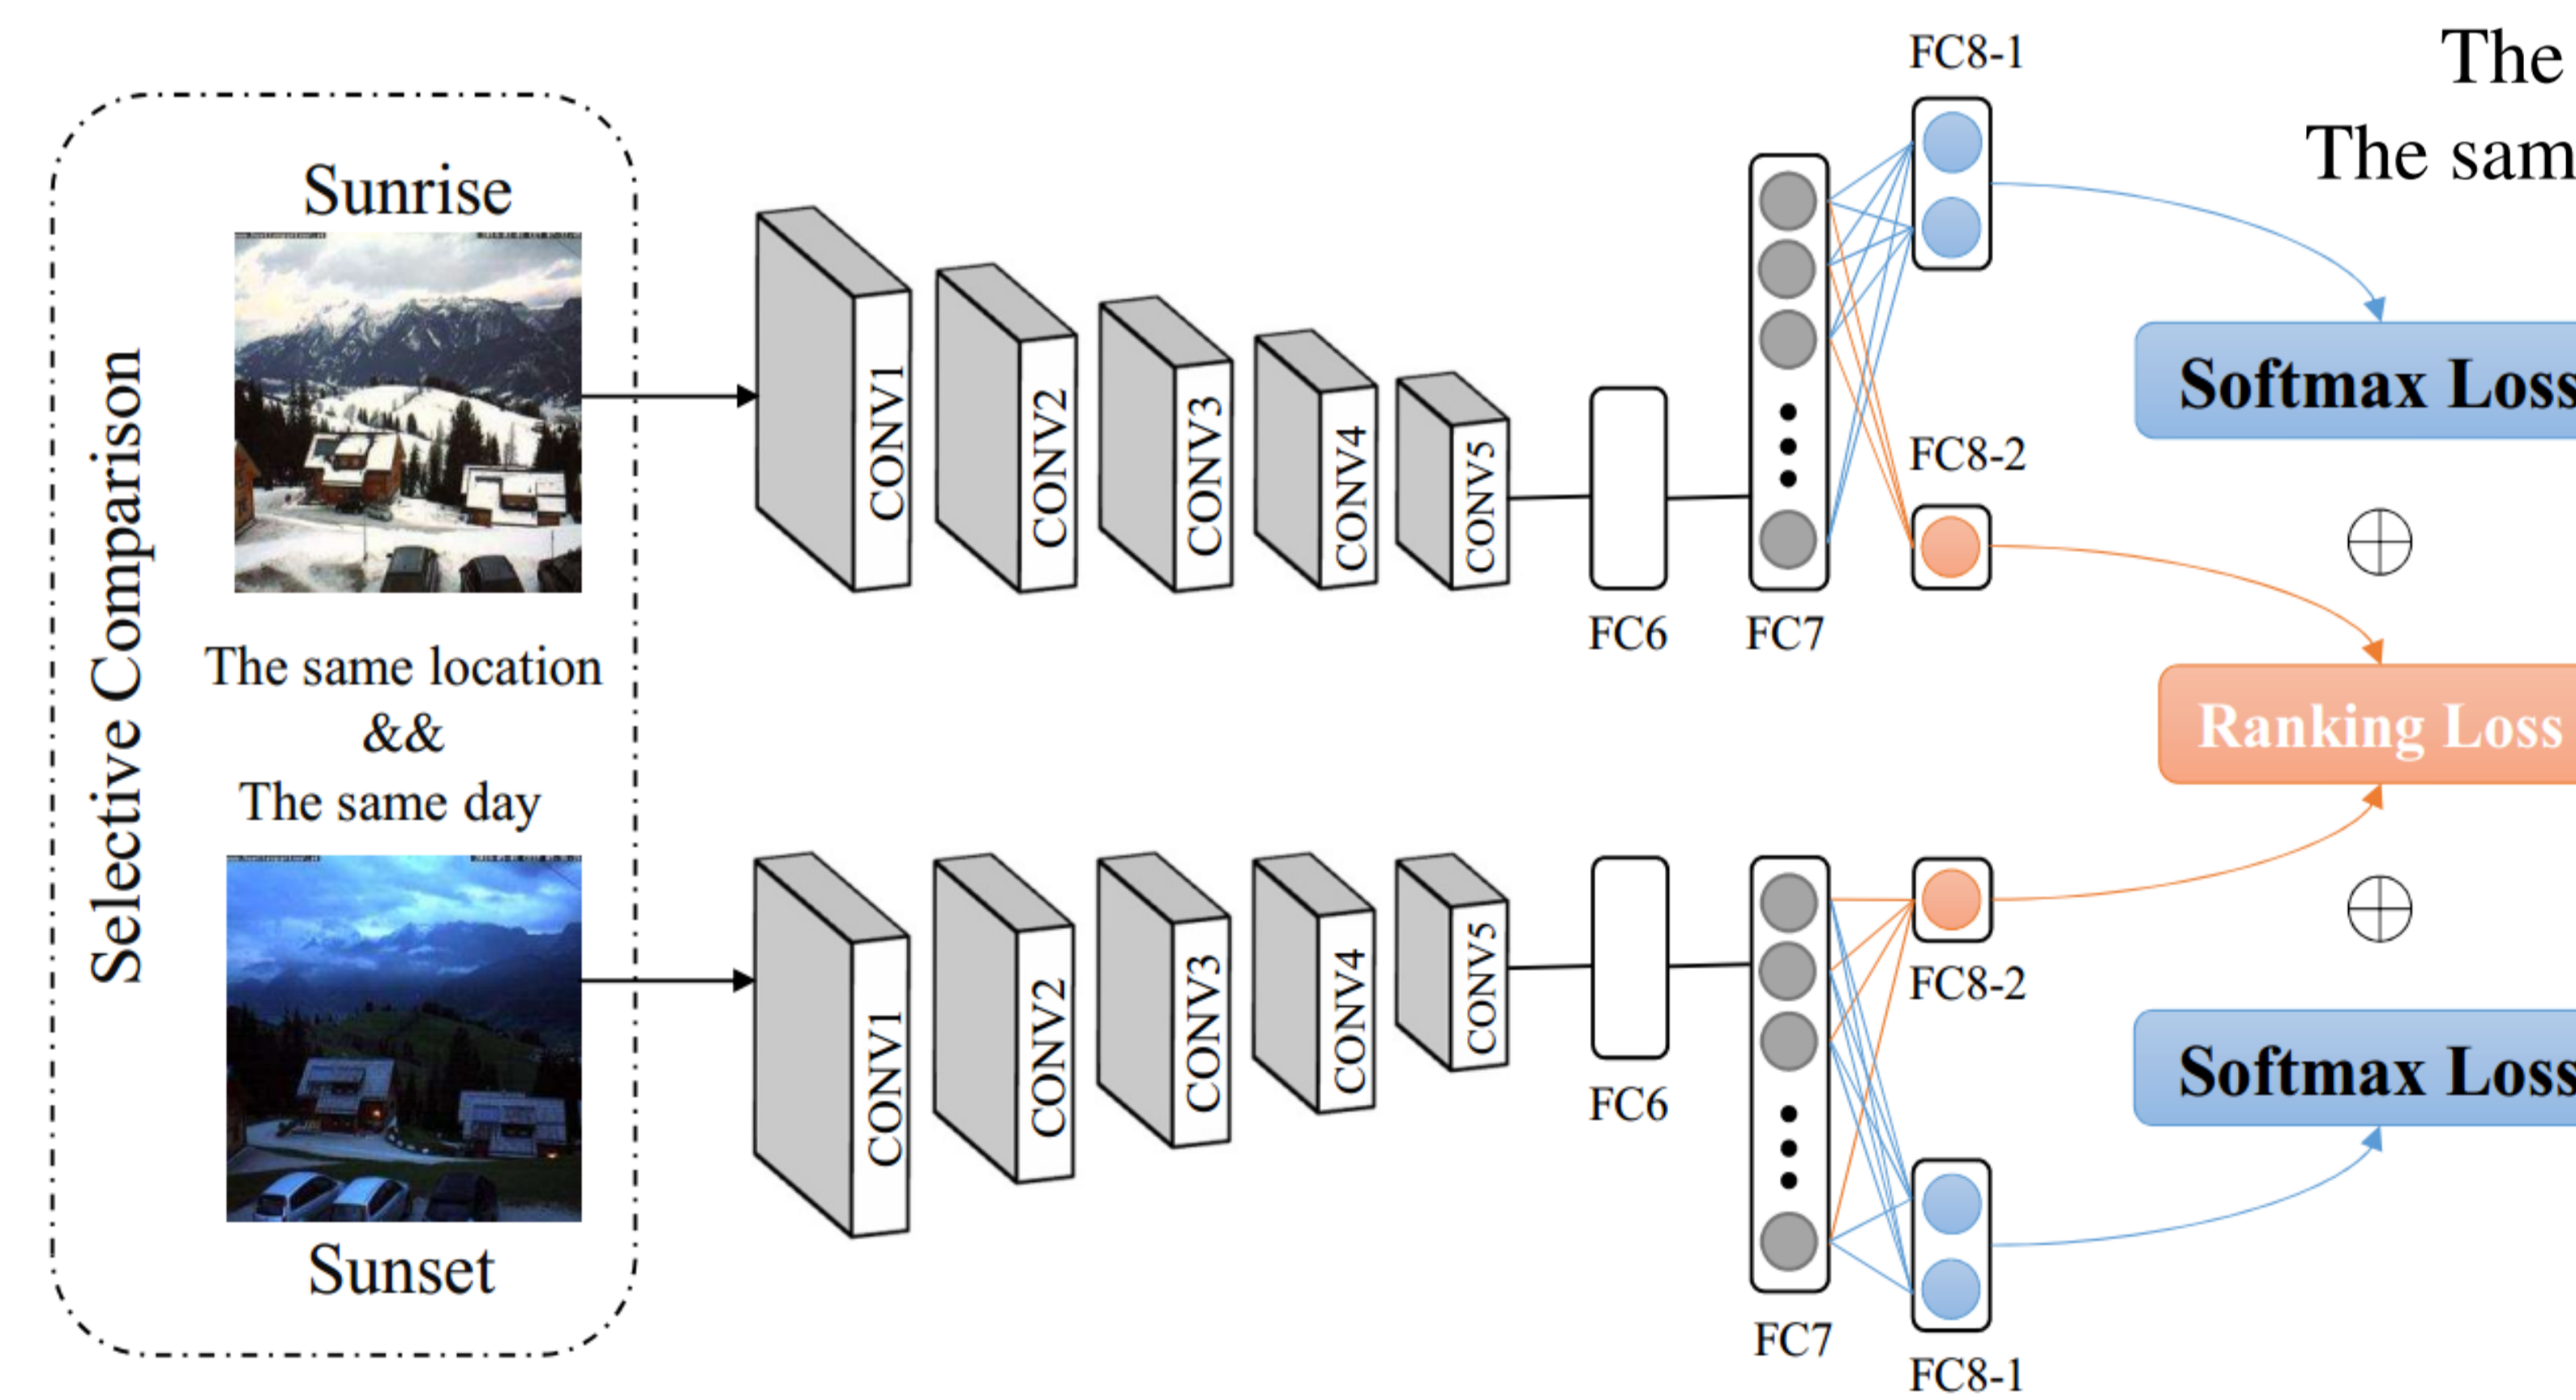 Selective Comparison
Sunrise
The same location
&&
The same day
Sunset
CONV1
CONV2
CONV3
CONV4
CONV5
FC6
FC7
FC8-1
FC8-2
Softmax Loss
Ranking Loss
CONV1
CONV2
CONV3
CONV4
CONV5
FC6
FC7
FC8-2
FC8-1
Softmax Loss
The
The sam